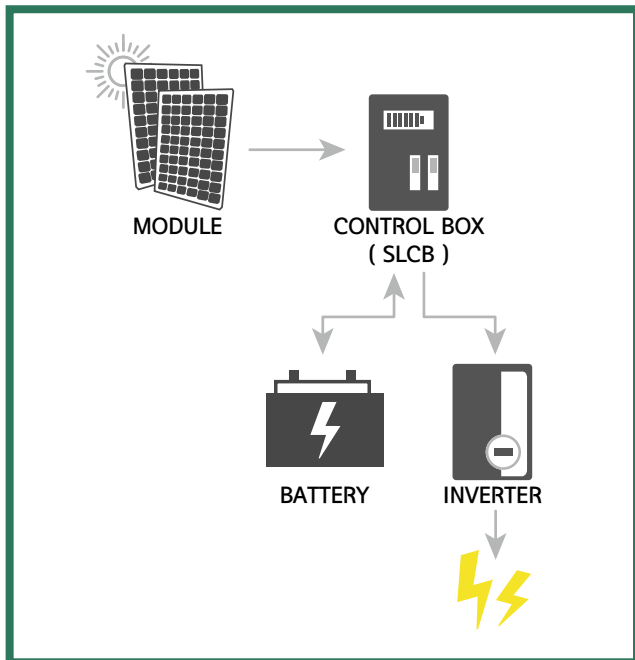 MODULE
CONTROL BOX
( SLCB )
BATTERY
INVERTER